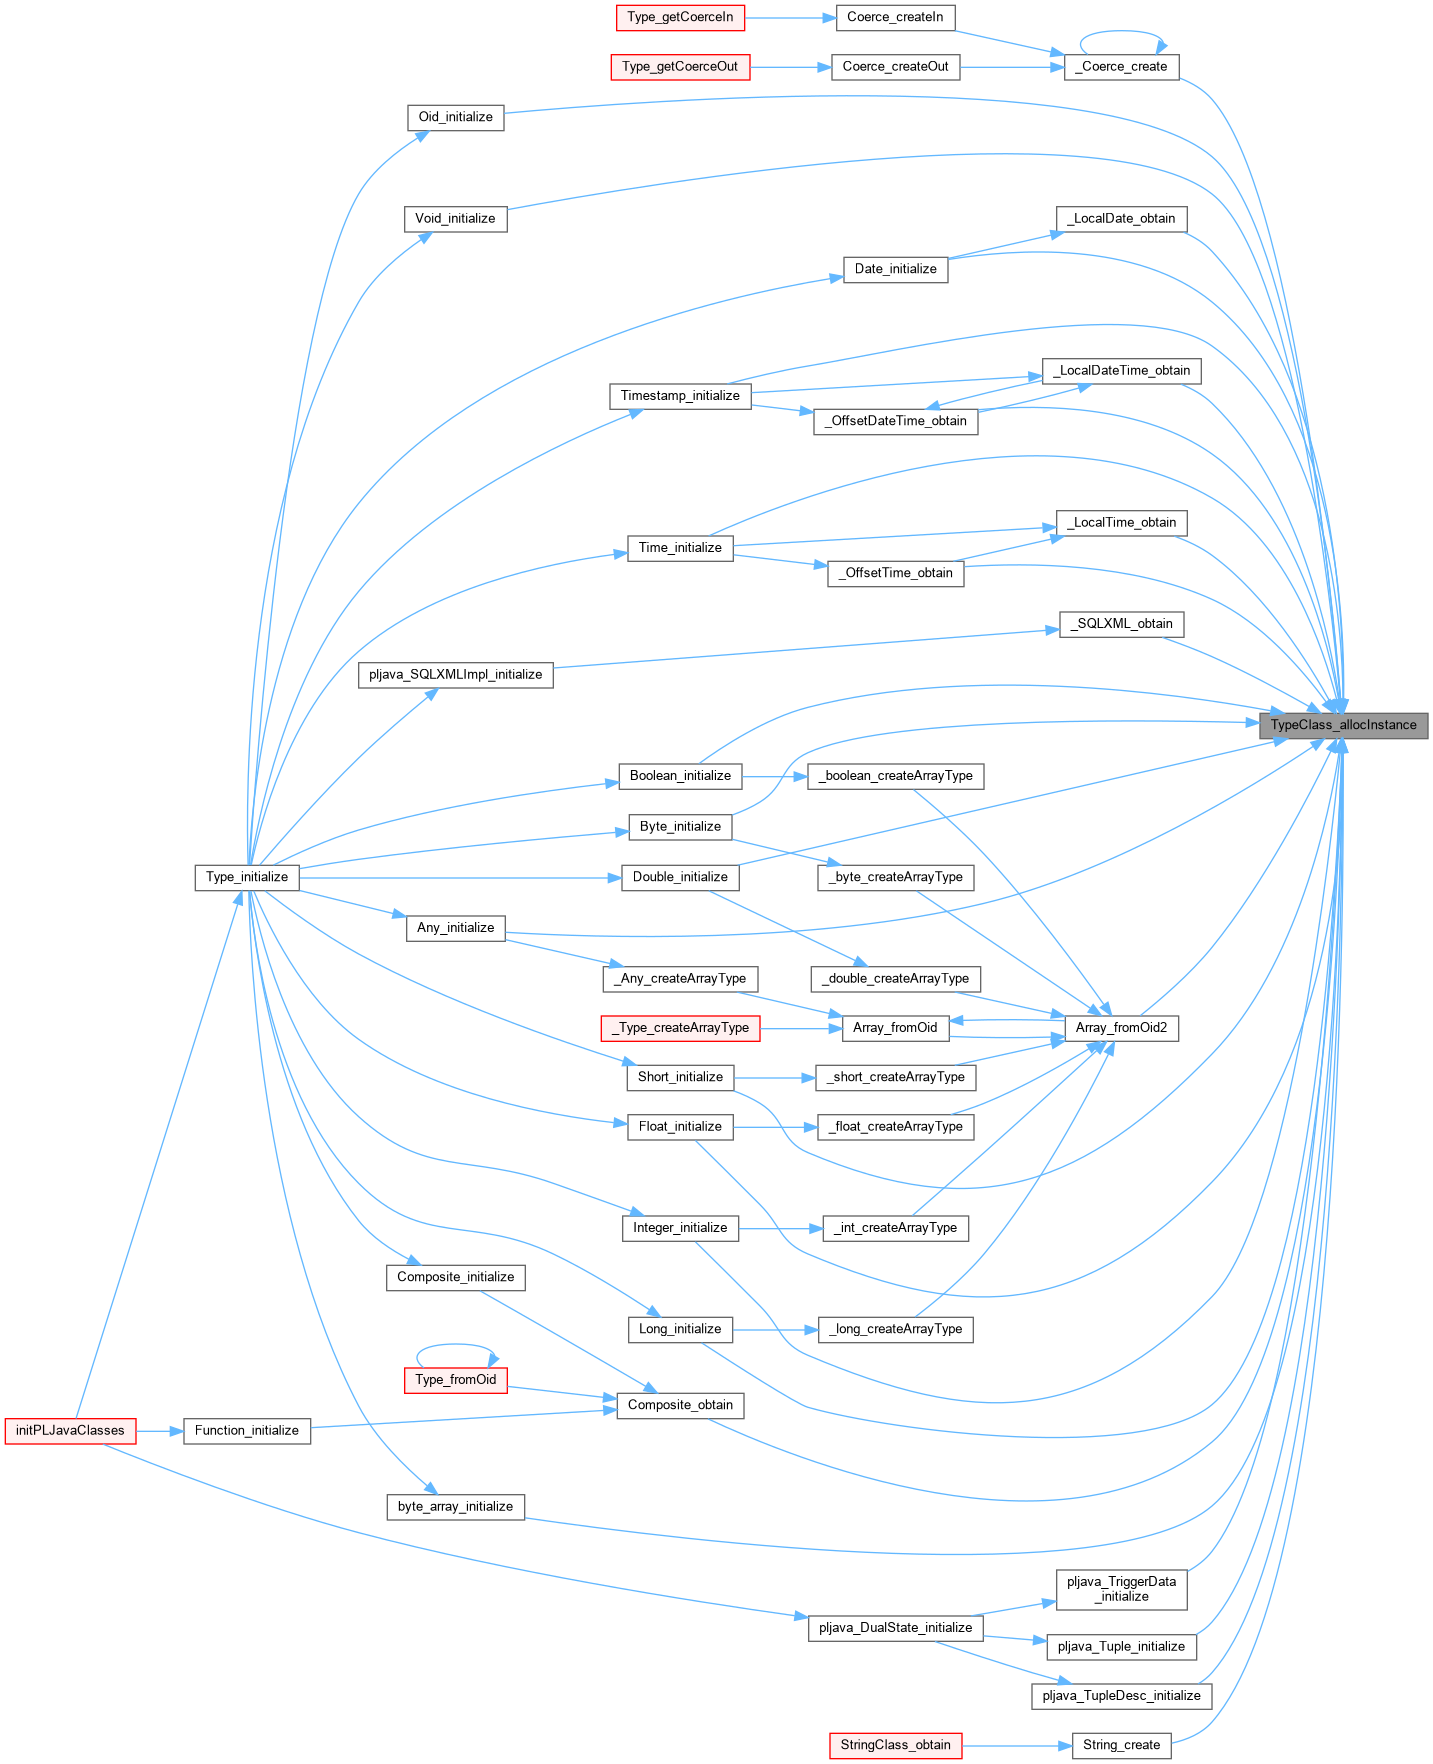 Type_getCoerceIn
Coerce_createIn
Type_getCoerceOut
Coerce_createOut
_Coerce_create
Oid_initialize
Void_initialize
_LocalDate_obtain
Date_initialize
_LocalDateTime_obtain
Timestamp_initialize
_OffsetDateTime_obtain
_LocalTime_obtain
Time_initialize
_OffsetTime_obtain
_SQLXML_obtain
pljava_SQLXMLImpl_initialize
TypeClass_allocInstance
Boolean_initialize
_boolean_createArrayType
Byte_initialize
Type_initialize
Double_initialize
_byte_createArrayType
Any_initialize
_Any_createArrayType
_double_createArrayType
_Type_createArrayType
Array_fromOid
Array_fromOid2
Short_initialize
_short_createArrayType
Float_initialize
_float_createArrayType
Integer_initialize
_int_createArrayType
Composite_initialize
Long_initialize
_long_createArrayType
Type_fromOid
Composite_obtain
initPLJavaClasses
Function_initialize
byte_array_initialize
pljava_TriggerData
_initialize
pljava_DualState_initialize
pljava_Tuple_initialize
pljava_TupleDesc_initialize
StringClass_obtain
String_create